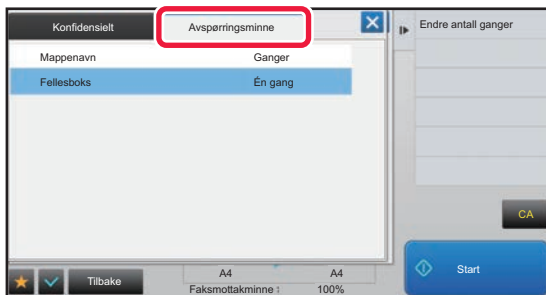 Konfidensielt
Avspørringsminne
Endre antall ganger
Mappenavn Ganger
Fellesboks Én gang
CA
Tilbake
A4 A4
Faksmottakminne 100%
Start